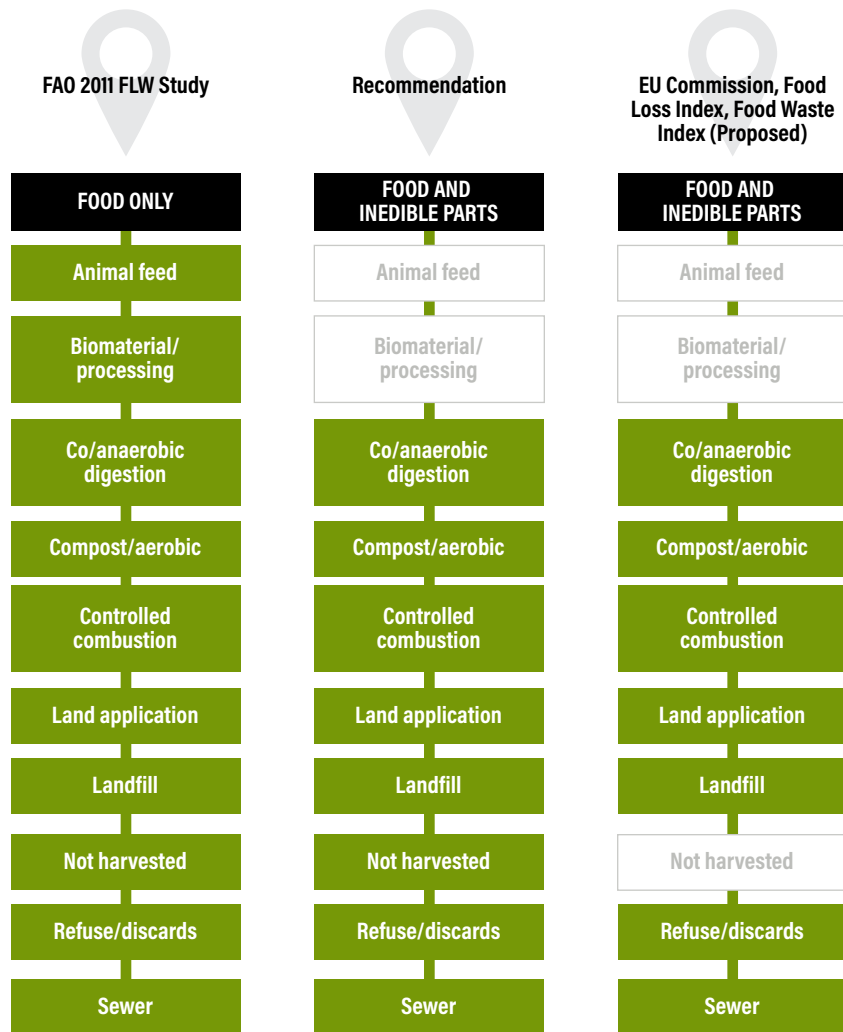 FAO 2011 FLW Study
FOOD ONLY
Animal feed
Biomaterial/
processing
Co/anaerobic
digestion
Compost/aerobic
Controlled
combustion
Land application
Landfill
Not harvested
Refuse/discards
Sewer
Recommendation
FOOD AND
INEDIBLE PARTS
Animal feed
Biomaterial/
processing
Co/anaerobic
digestion
Compost/aerobic
Controlled
combustion
Land application
Landfill
Not harvested
Refuse/discards
Sewer
EU Commission, Food
Loss Index, Food Waste
Index (Proposed)
FOOD AND
INEDIBLE PARTS
Animal feed
Biomaterial/
processing
Co/anaerobic
digestion
Compost/aerobic
Controlled
combustion
Land application
Landfill
Not harvested
Refuse/discards
Sewer